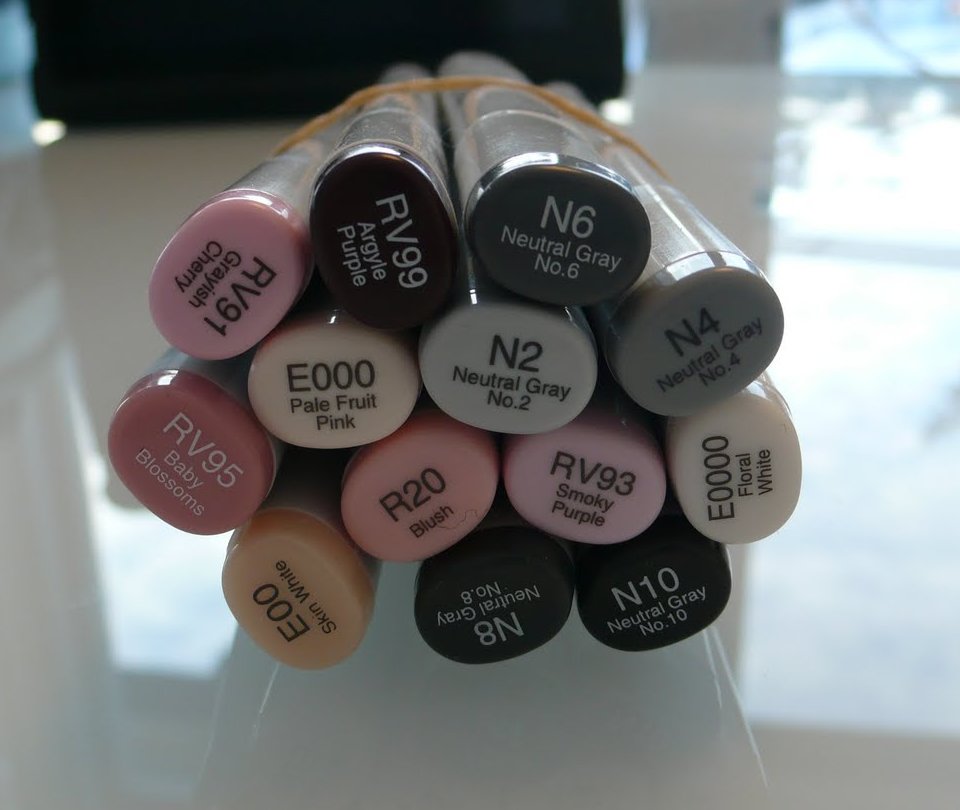 RV91
Grayish
Cherry
RV99
Argyle
Purple
N6
Neutral Gray
No.6
N4
Neutral Gray
No.4
E000
Pale Fruit
Pink
N2
Neutral Gray
No.2
RV95
Baby
Blossoms
R20
Blush
RV93
Smoky
Purple
E0000
Floral
White
E00
Skin White
N8
Neutral Gray
No.8
N10
Neutral Gray
No.10